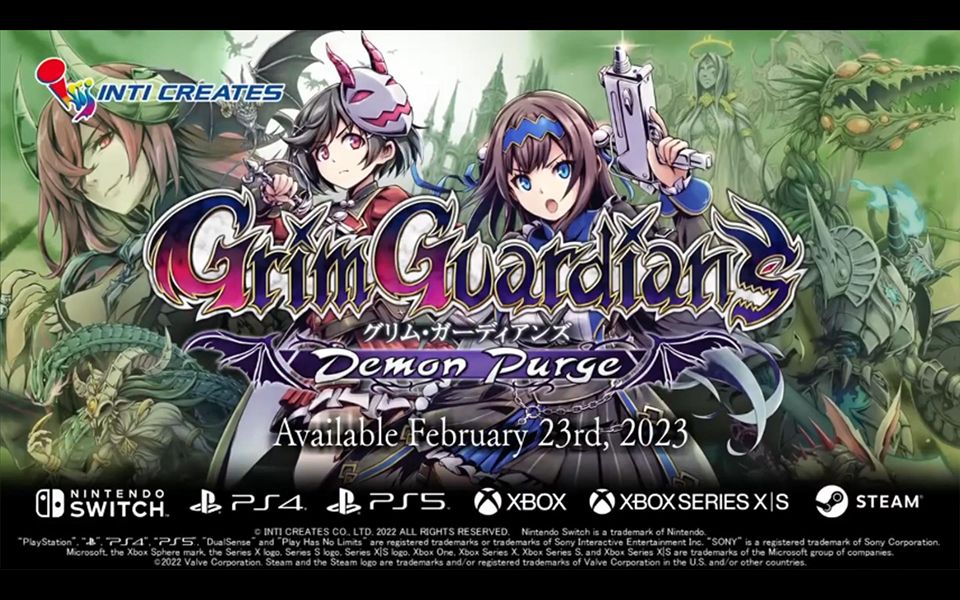 INTI CREATES
Grim Guardians
グリム・ガーディアンズ
Demon Purge
Available February 23rd, 2023
NINTENDO SWITCH PS4 PS5 XBOX XBOX SERIES X|S STEAM
© INTI CREATES CO., LTD. 2022 ALL RIGHTS RESERVED. Nintendo Switch is a trademark of Nintendo.
"PlayStation", "PS", "PS4", "PS5", "DualSense" and "Play Has No Limits" are registered trademarks or trademarks of Sony Interactive Entertainment Inc. "SONY" is a registered trademark of Sony Corporation.
Microsoft, the Xbox Sphere mark, the Series X logo, Series S logo, Series X|S logo, Xbox One, Xbox Series X, Xbox Series S, and Xbox Series X|S are trademarks of the Microsoft group of companies.
©2022 Valve Corporation. Steam and the Steam logo are trademarks and/or registered trademarks of Valve Corporation in the U.S. and/or other countries.